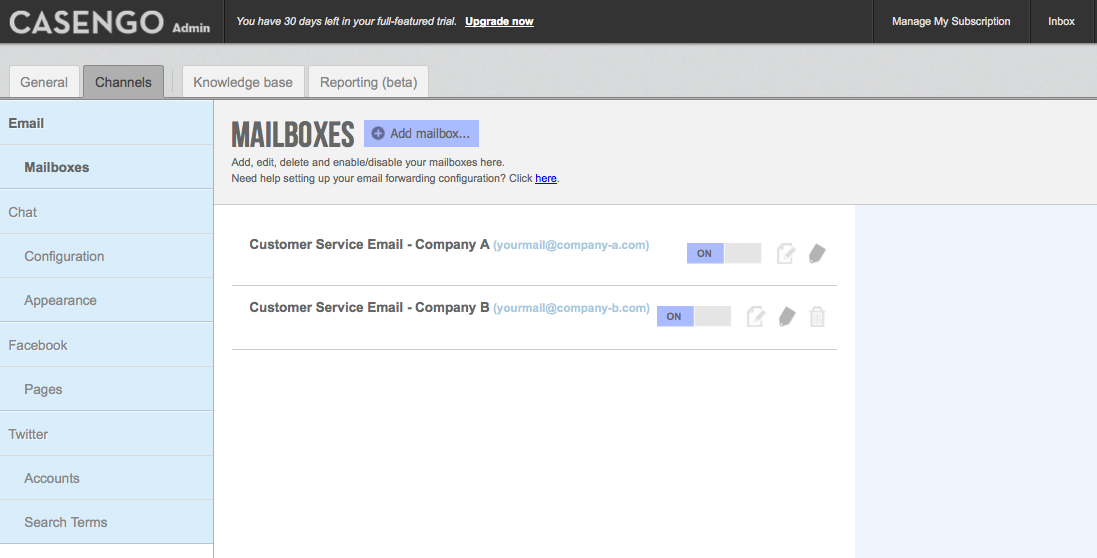 CASENGO Admin
You have 30 days left in your full-featured trial. Upgrade now
Manage My Subscription
Inbox
General
Channels
Knowledge base
Reporting (beta)
Email
Mailboxes
Chat
Configuration
Appearance
Facebook
Pages
Twitter
Accounts
Search Terms
MAILBOXES
Add mailbox...
Add, edit, delete and enable/disable your mailboxes here.
Need help setting up your email forwarding configuration? Click here.
Customer Service Email - Company A (yourmail@company-a.com)
ON
Customer Service Email - Company B (yourmail@company-b.com)
ON